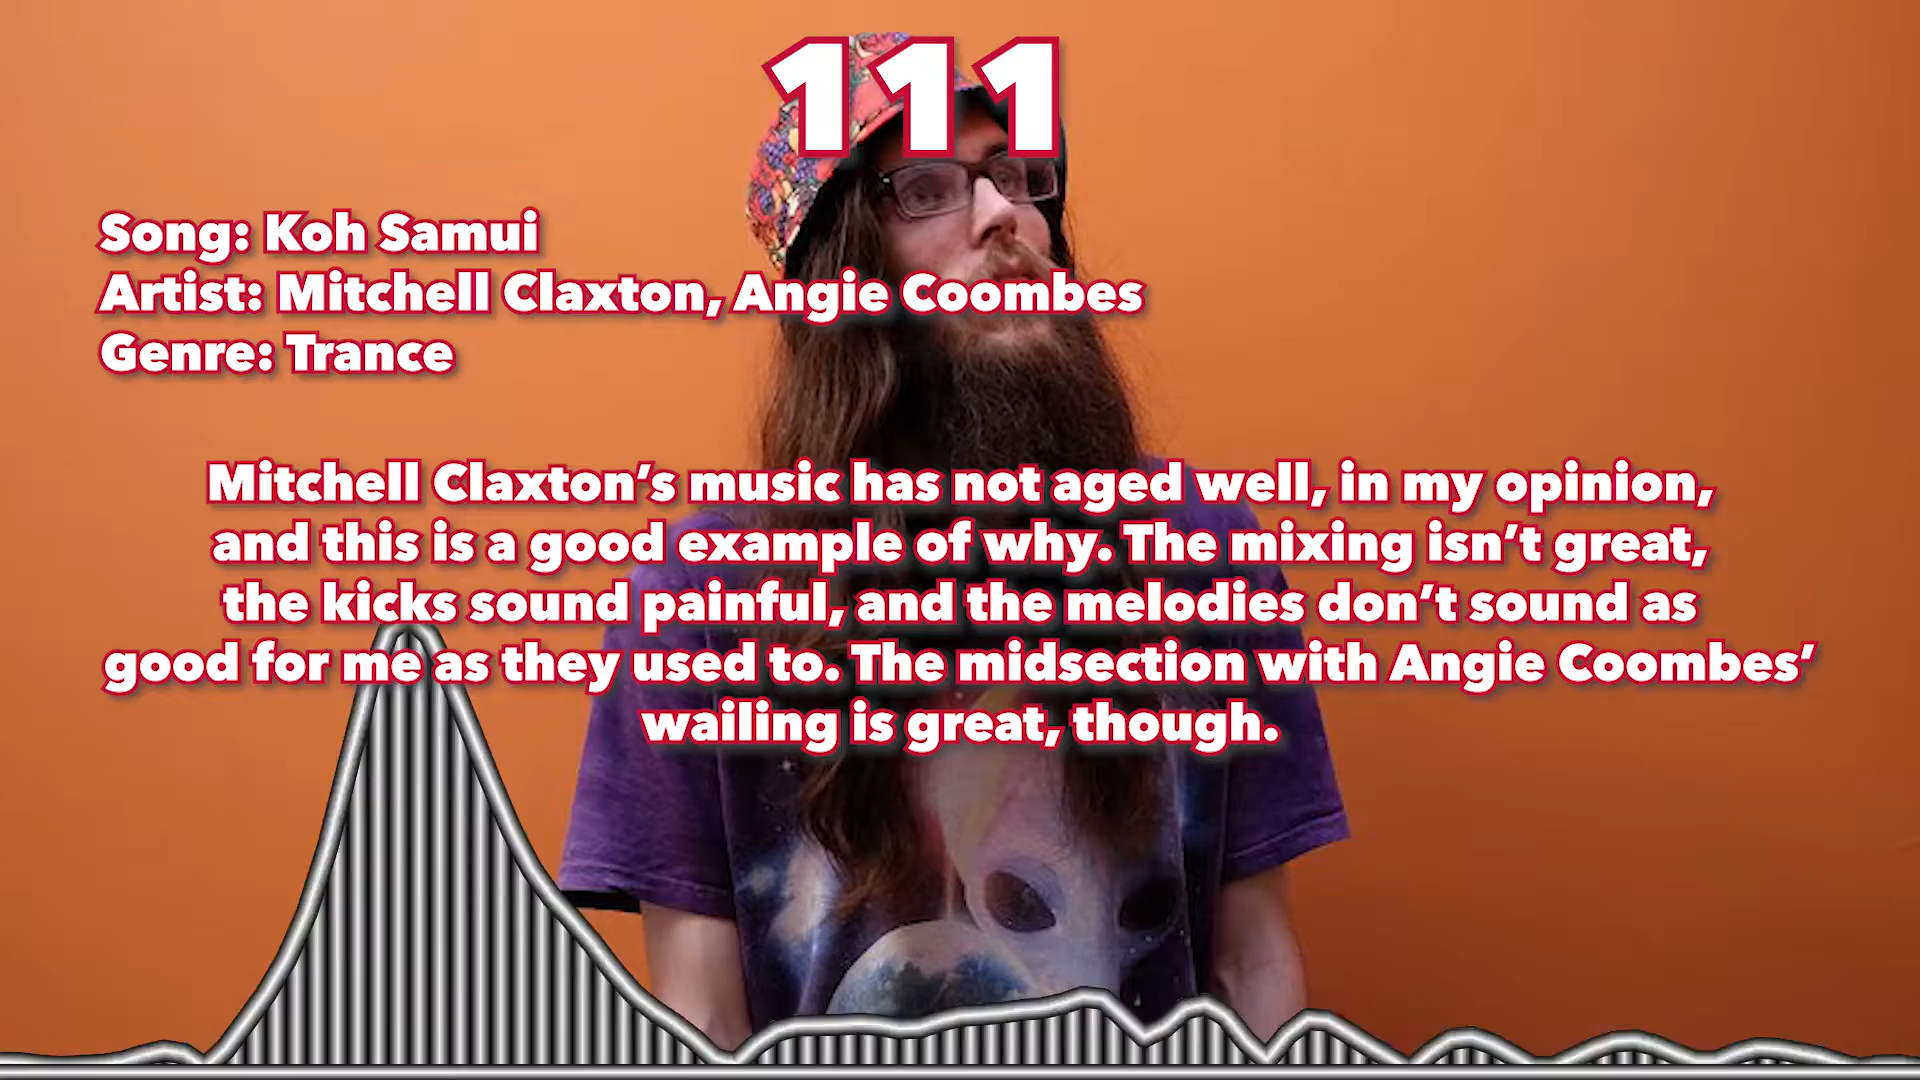 111
Song: Koh Samui
Artist: Mitchell Claxton, Angie Coombes
Genre: Trance
Mitchell Claxton’s music has not aged well, in my opinion,
and this is a good example of why. The mixing isn’t great,
the kicks sound painful, and the melodies don’t sound as
good for me as they used to. The midsection with Angie Coombes’
wailing is great, though.